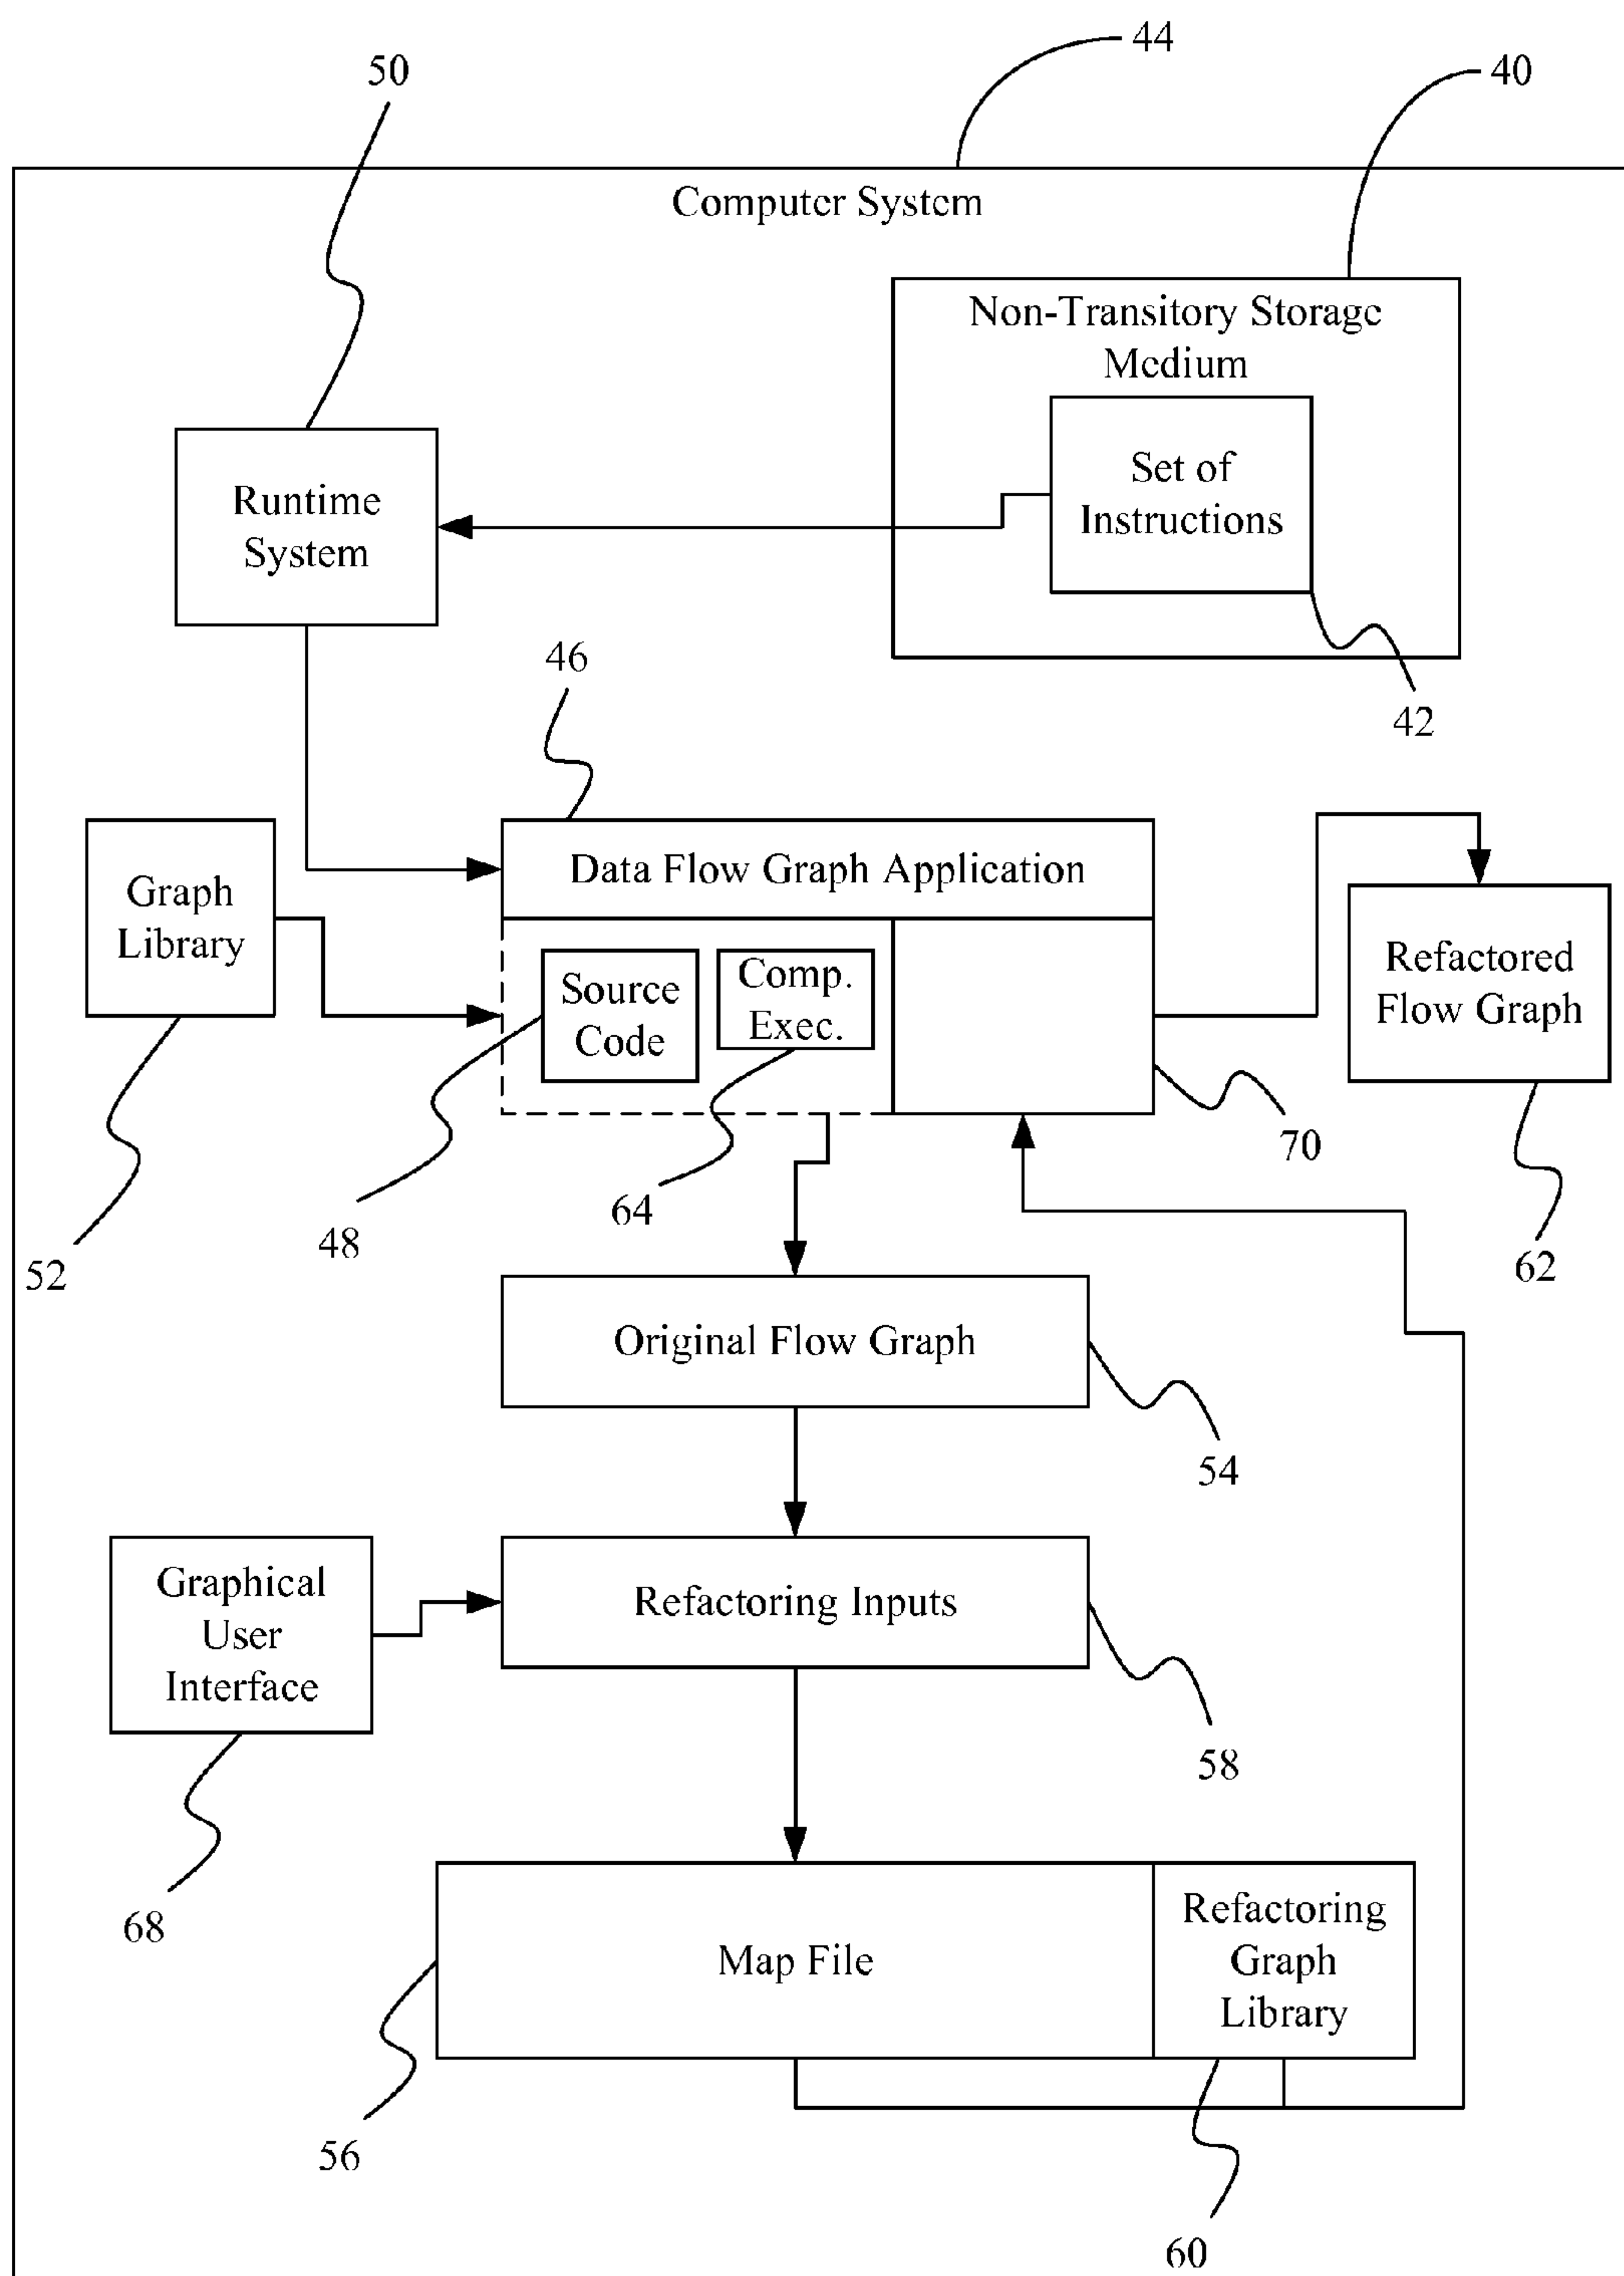 44
50
40
Computer System
Non-Transitory Storage
Medium
Set of
Instructions
Runtime
System
46
42
Data Flow Graph Application
Graph
Library
Source
Code
Comp.
Exec.
Refactored
Flow Graph
70
64
48
52
62
Original Flow Graph
54
Graphical
User
Interface
Refactoring Inputs
58
68
Map File
Refactoring
Graph
Library
56
60